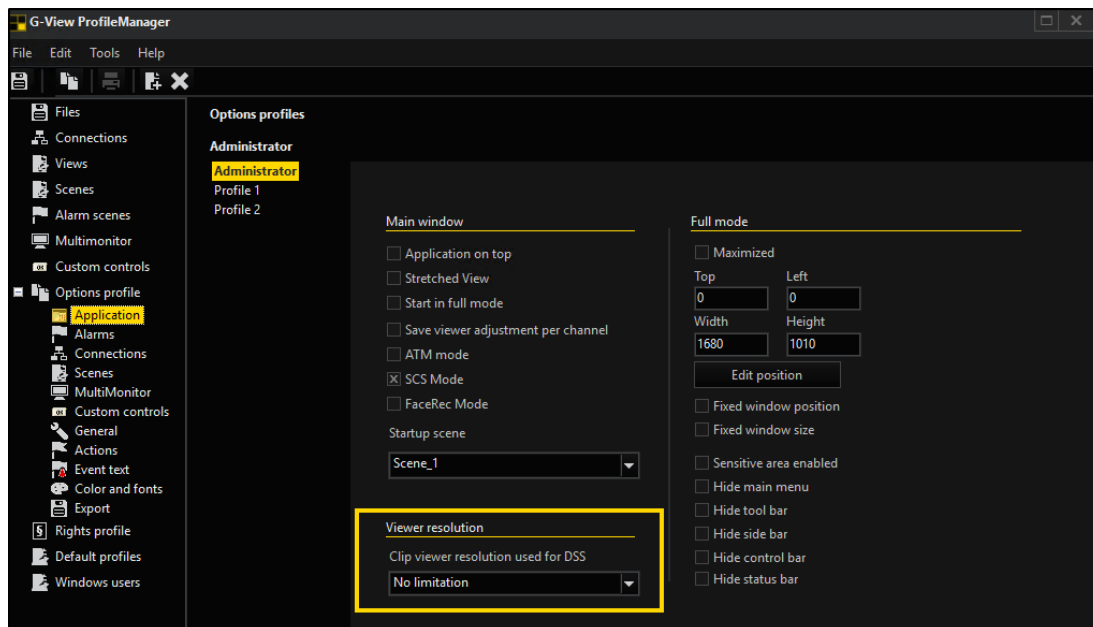 G-View ProfileManager
File Edit Tools Help
Files
Connections
Views
Scenes
Alarm scenes
Multimonitor
Custom controls
Options profile
Application
Alarms
Connections
Scenes
MultiMonitor
Custom controls
General
Actions
Event text
Color and fonts
Export
Rights profile
Default profiles
Windows users
Options profiles
Administrator
Administrator
Profile 1
Profile 2
Main window
Application on top
Stretched View
Start in full mode
Save viewer adjustment per channel
ATM mode
SCS Mode
FaceRec Mode
Startup scene
Scene_1
Viewer resolution
Clip viewer resolution used for DSS
No limitation
Full mode
Maximized
Top Left
0 0
Width Height
1680 1010
Edit position
Fixed window position
Fixed window size
Sensitive area enabled
Hide main menu
Hide tool bar
Hide side bar
Hide control bar
Hide status bar